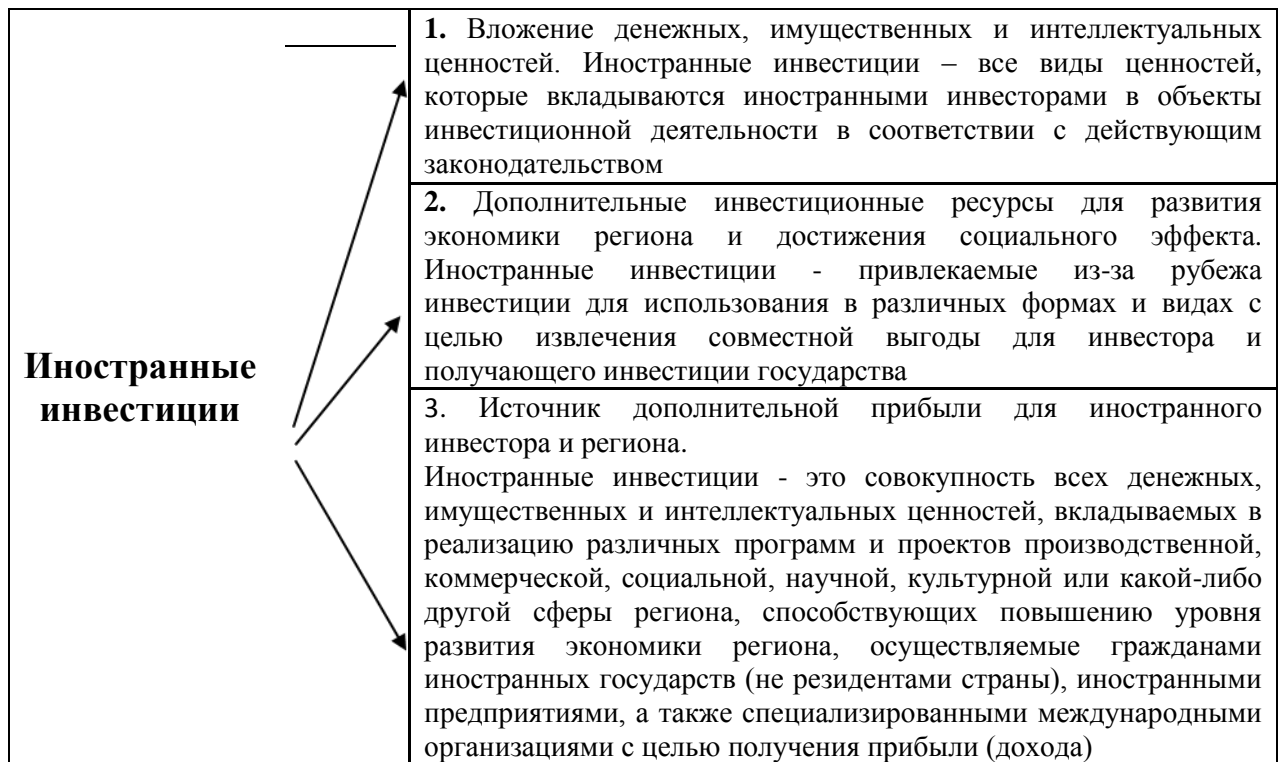 Иностранные
инвестиции
1. Вложение денежных, имущественных и интеллектуальных
ценностей. Иностранные инвестиции – все виды ценностей,
которые вкладываются иностранными инвесторами в объекты
инвестиционной деятельности в соответствии с действующим
законодательством
2. Дополнительные инвестиционные ресурсы для развития
экономики региона и достижения социального эффекта.
Иностранные инвестиции - привлекаемые из-за рубежа
инвестиции для использования в различных формах и видах с
целью извлечения совместной выгоды для инвестора и
получающего инвестиции государства
3. Источник дополнительной прибыли для иностранного
инвестора и региона.
Иностранные инвестиции - это совокупность всех денежных,
имущественных и интеллектуальных ценностей, вкладываемых в
реализацию различных программ и проектов производственной,
коммерческой, социальной, научной, культурной или какой-либо
другой сферы региона, способствующих повышению уровня
развития экономики региона, осуществляемые гражданами
иностранных государств (не резидентами страны), иностранными
предприятиями, а также специализированными международными
организациями с целью получения прибыли (дохода)